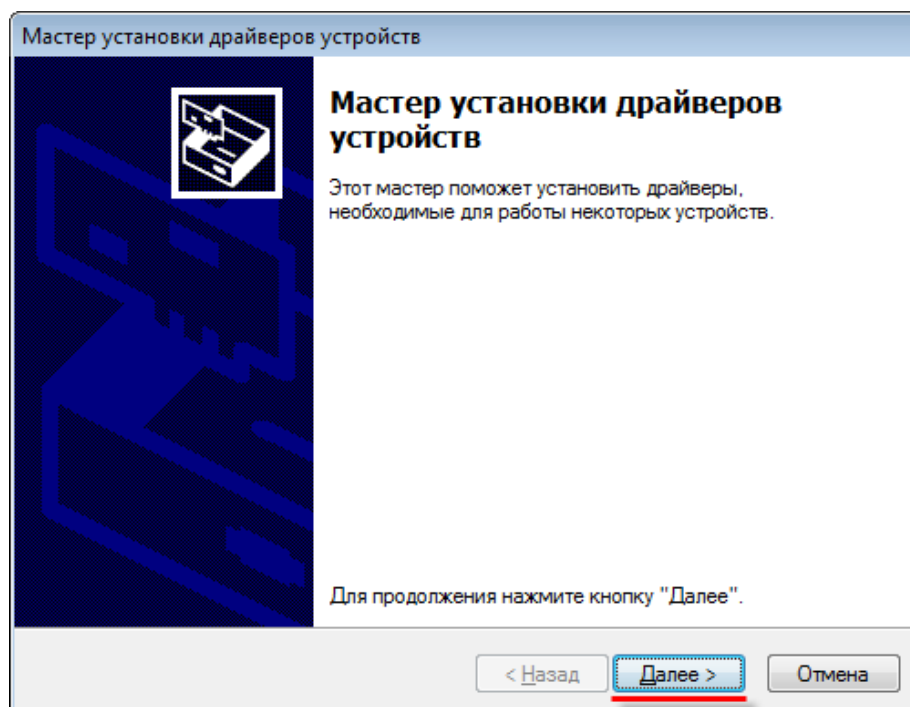 Мастер установки драйверов устройств
Мастер установки драйверов
устройств
Этот мастер поможет установить драйверы,
необходимые для работы некоторых устройств.
Для продолжения нажмите кнопку "Далее".
< Назад Далее > Отмена